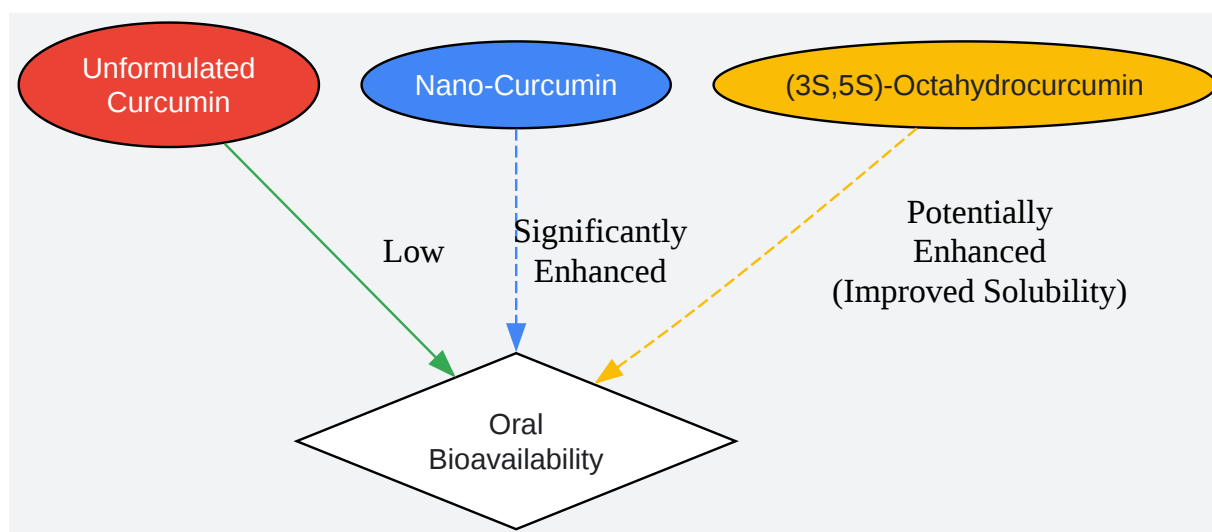 Unformulated
Curcumin
Nano-Curcumin
(3S,5S)-Octahydrocurcumin
Low
Significantly
Enhanced
Potentially
Enhanced
(Improved Solubility)
Oral
Bioavailability